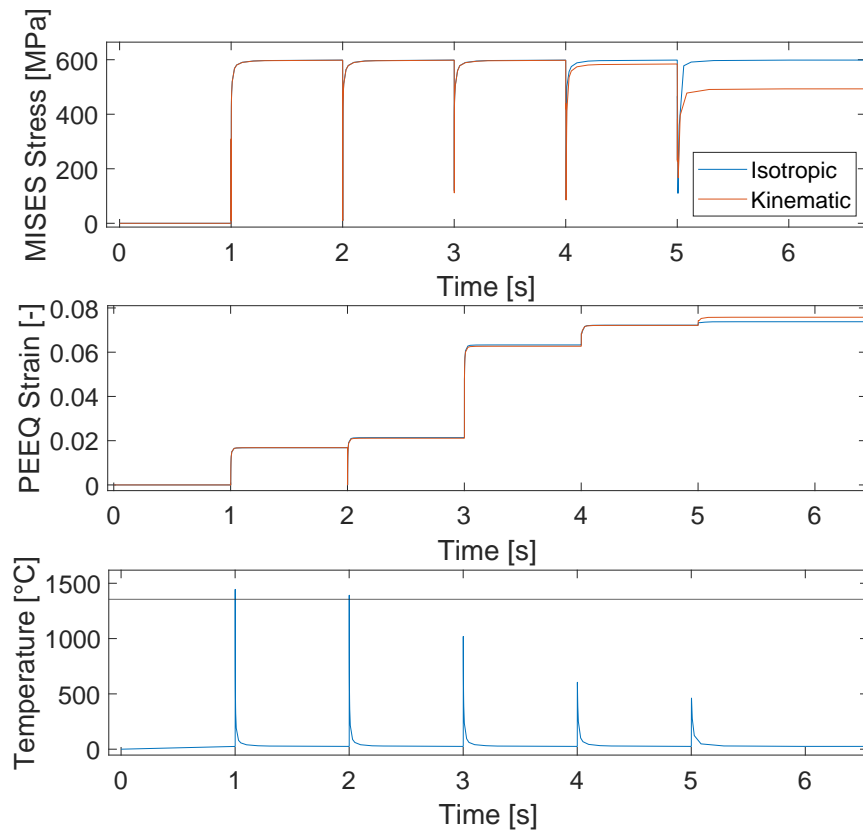 MISES Stress [MPa]
600
400
200
0
Isotropic
Kinematic
0 1 2 3 4 5 6
Time [s]
PEEQ Strain [-]
0.08
0.06
0.04
0.02
0
0 1 2 3 4 5 6
Time [s]
Temperature [°C]
1500
1000
500
0
0 1 2 3 4 5 6
Time [s]